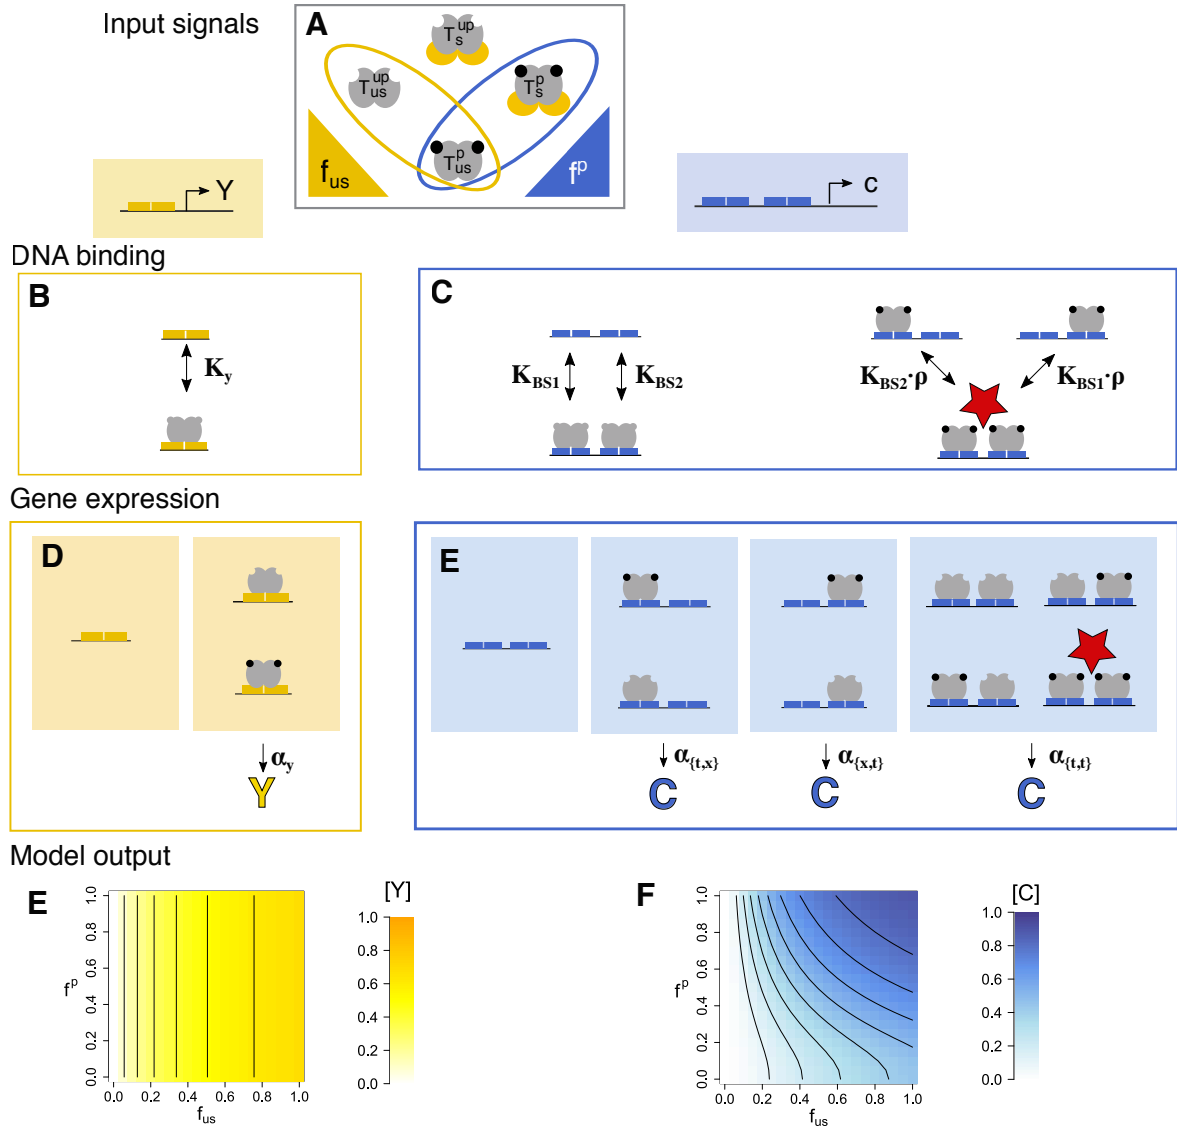 Input signals
A
T_s^up
T_us^up
T_s^p
T_us^p
f_us
f^p
Y
c
DNA binding
B
K_y
C
K_BS1
K_BS2
K_BS2·ρ
K_BS1·ρ
Gene expression
D
α_y
Y
E
α_{t,x}
α_{x,t}
α_{t,t}
C
C
C
Model output
E
[Y]
f^p
0.0 0.2 0.4 0.6 0.8 1.0
0.0 0.2 0.4 0.6 0.8 1.0
f_us
1.0
0.8
0.6
0.4
0.2
0.0
F
[C]
f^p
0.0 0.2 0.4 0.6 0.8 1.0
0.0 0.2 0.4 0.6 0.8 1.0
f_us
1.0
0.8
0.6
0.4
0.2
0.0